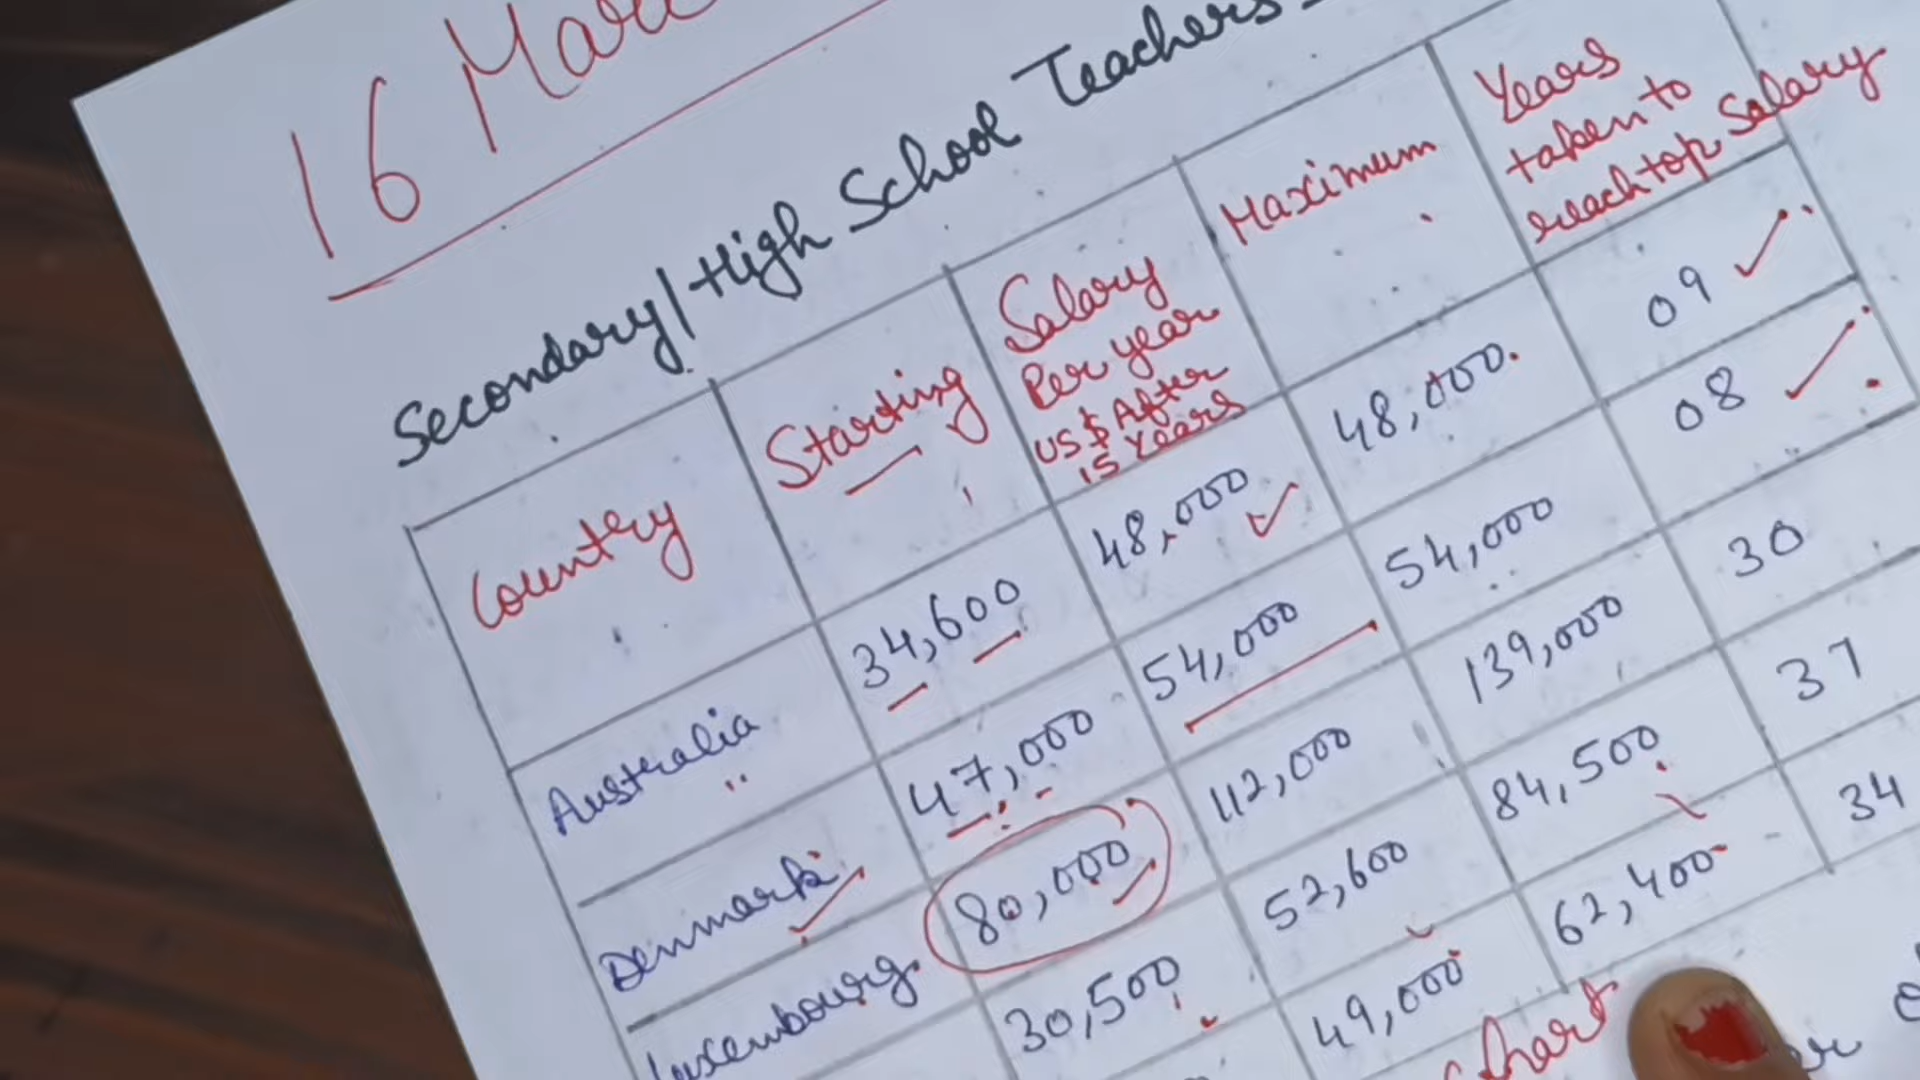 16
Secondary/High School Teachers
Country Starting Salary Per year US $ After 15 Years Maximum Years taken to reach top Salary
Australia 34,600 48,000 48,000 09
Denmark 47,000 54,000 54,000 08
Luxembourg 80,000 112,000 139,000 30
30,500 52,600 84,500 37
49,000 62,400 34
chart